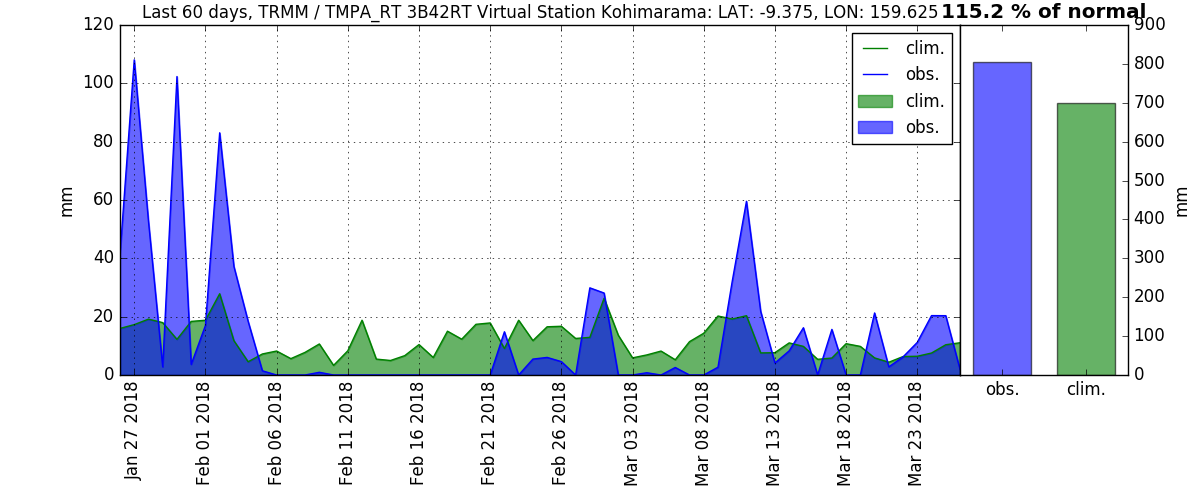 Last 60 days, TRMM / TMPA_RT 3B42RT Virtual Station Kohimarama: LAT: -9.375, LON: 159.625 115.2 % of normal
120
100
80
60
40
20
0
mm
clim.
obs.
clim.
obs.
900
800
700
600
500
400
300
200
100
0
mm
Jan 27 2018
Feb 01 2018
Feb 06 2018
Feb 11 2018
Feb 16 2018
Feb 21 2018
Feb 26 2018
Mar 03 2018
Mar 08 2018
Mar 13 2018
Mar 18 2018
Mar 23 2018
obs.
clim.